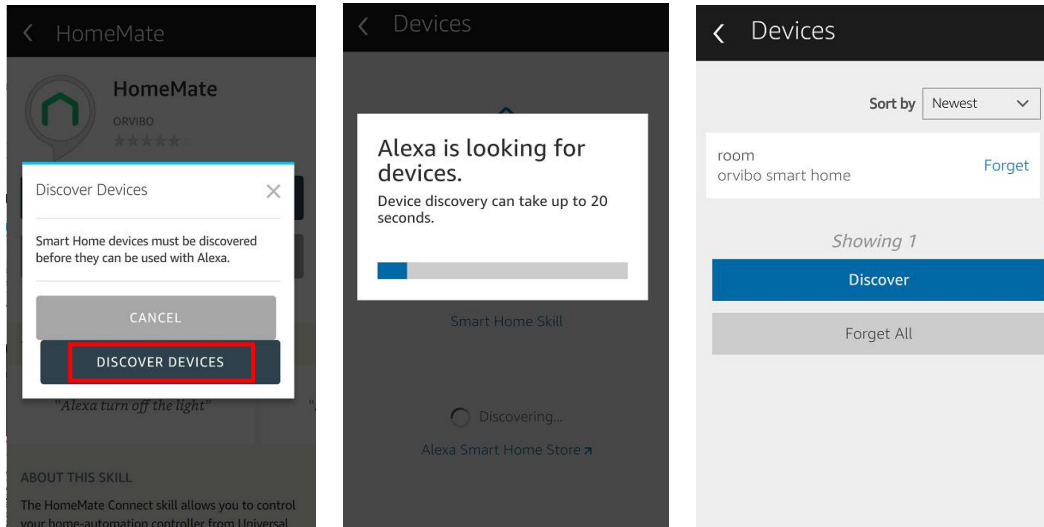 HomeMate
HomeMate
ORVIBO
Discover Devices
Smart Home devices must be discovered
before they can be used with Alexa.
CANCEL
DISCOVER DEVICES
"Alexa turn off the light"
ABOUT THIS SKILL
The HomeMate Connect skill allows you to control
your home-automation controller from Universal
Devices
Alexa is looking for
devices.
Device discovery can take up to 20
seconds.
Smart Home Skill
Discovering...
Alexa Smart Home Store
Devices
Sort by Newest
room
orvibo smart home
Forget
Showing 1
Discover
Forget All